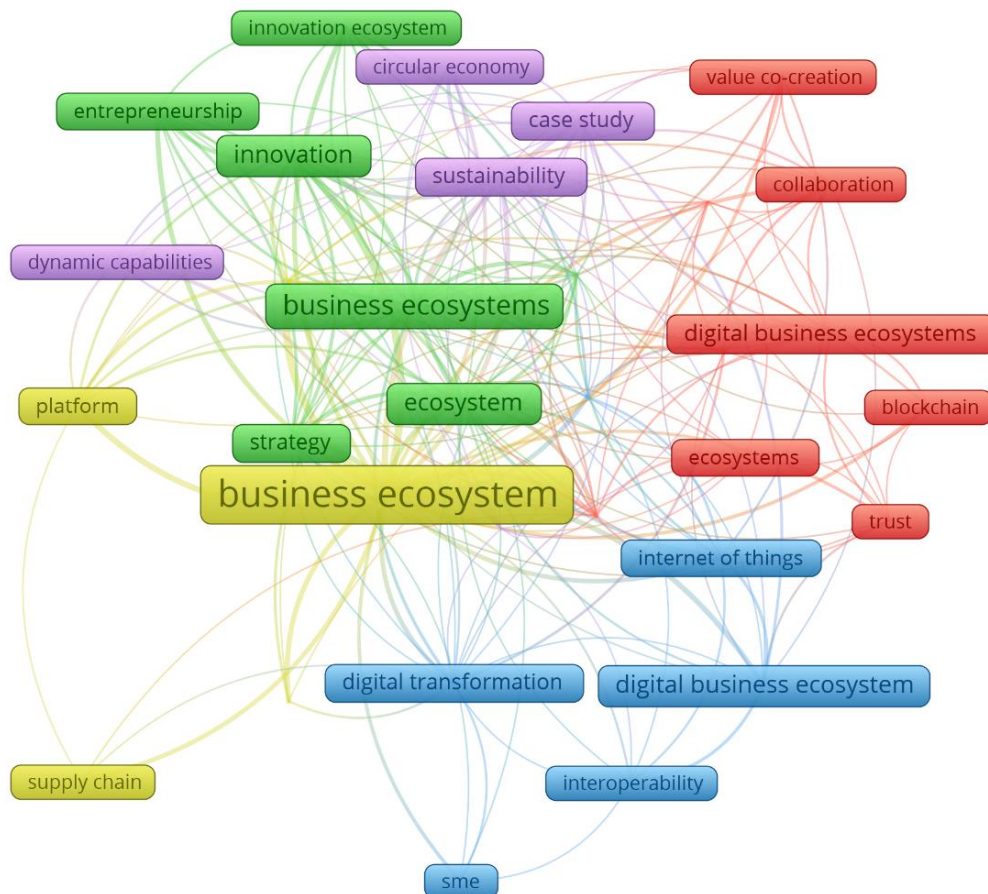 innovation ecosystem
circular economy
value co-creation
entrepreneurship
case study
innovation
sustainability
collaboration
dynamic capabilities
business ecosystems
digital business ecosystems
platform
ecosystem
blockchain
strategy
ecosystems
business ecosystem
trust
internet of things
digital transformation
digital business ecosystem
supply chain
interoperability
sme